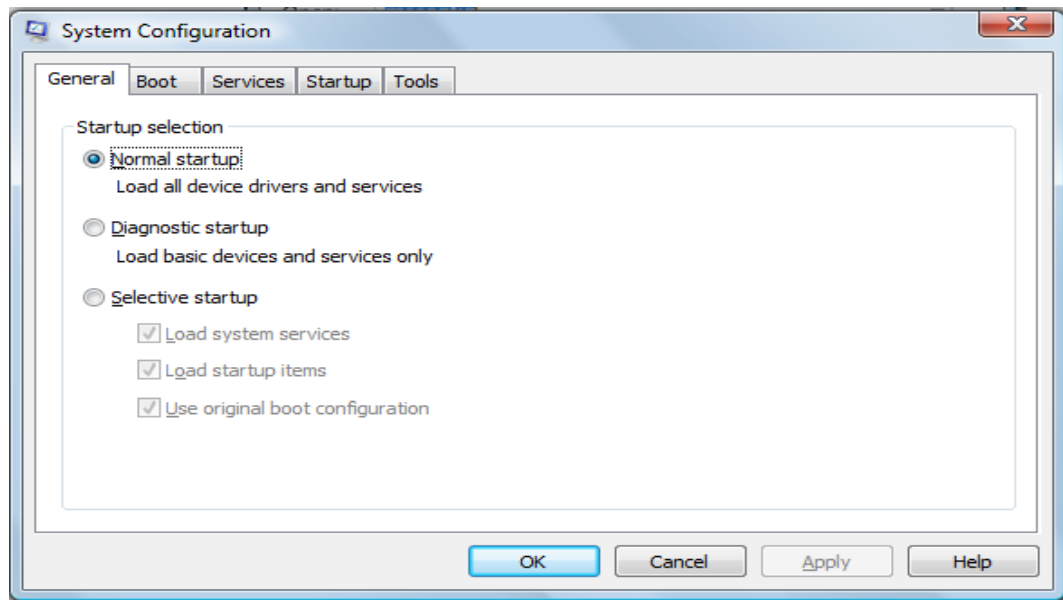 System Configuration
General Boot Services Startup Tools
Startup selection
Normal startup
Load all device drivers and services
Diagnostic startup
Load basic devices and services only
Selective startup
Load system services
Load startup items
Use original boot configuration
OK Cancel Apply Help